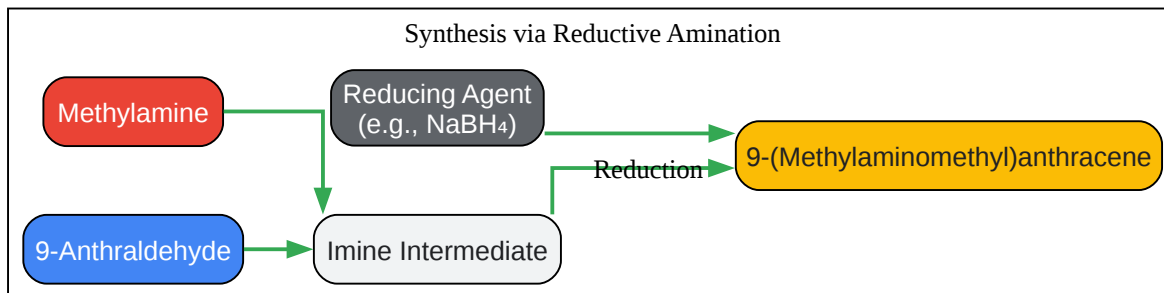 Synthesis via Reductive Amination
Methylamine
Reducing Agent
(e.g., NaBH₄)
9-(Methylaminomethyl)anthracene
Reduction
9-Anthraldehyde
Imine Intermediate